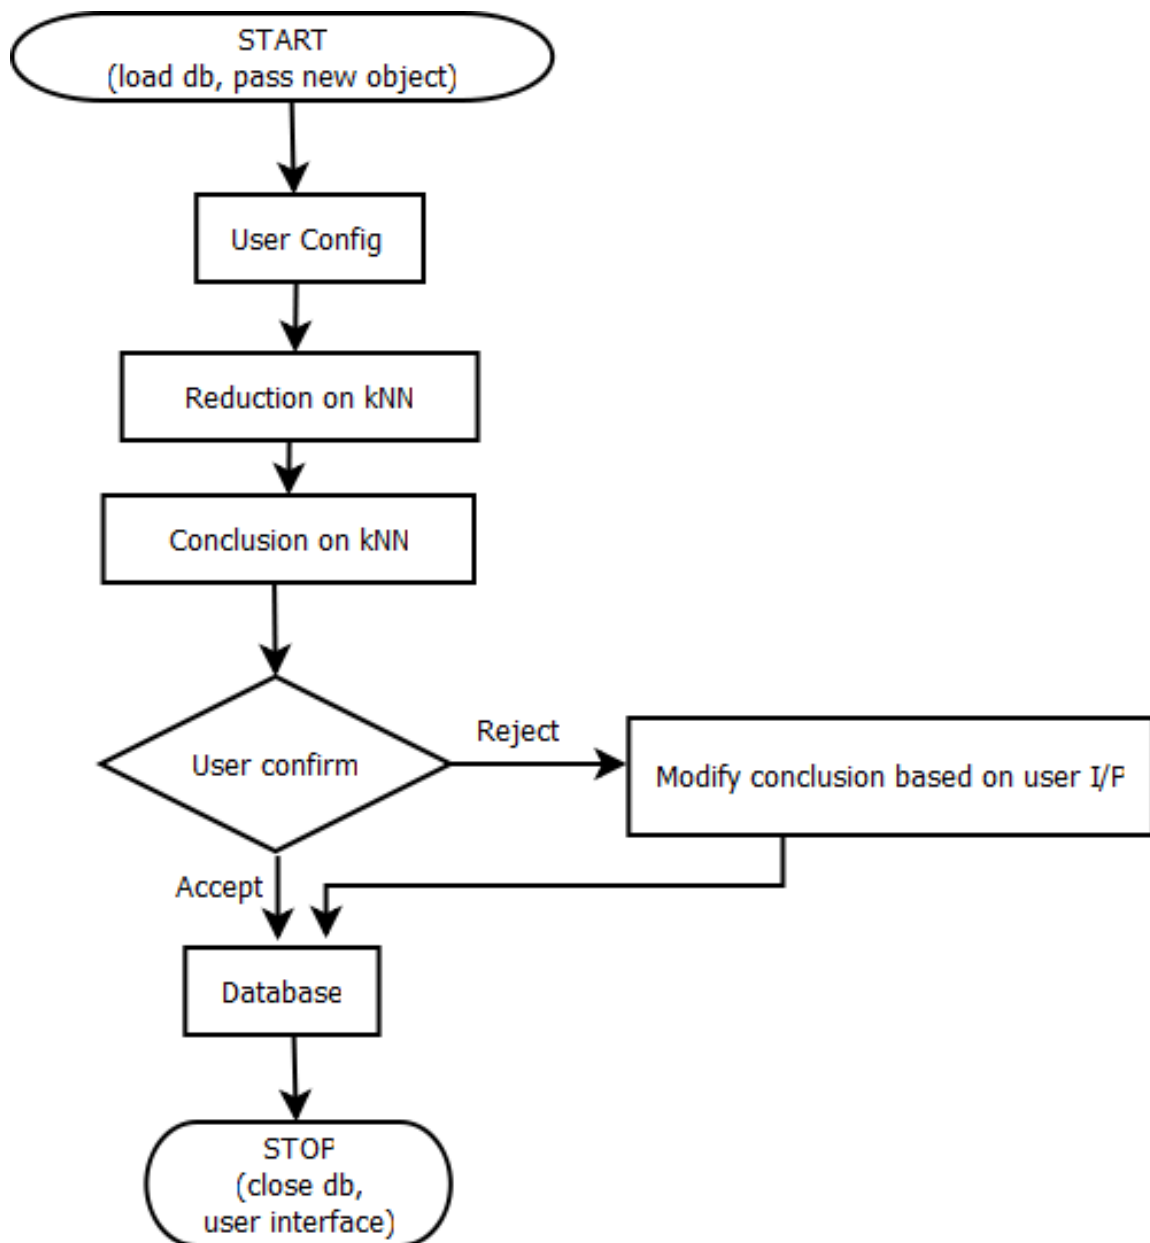 START
(load db, pass new object)
User Config
Reduction on kNN
Conclusion on kNN
User confirm
Reject
Modify conclusion based on user I/P
Accept
Database
STOP
(close db,
user interface)